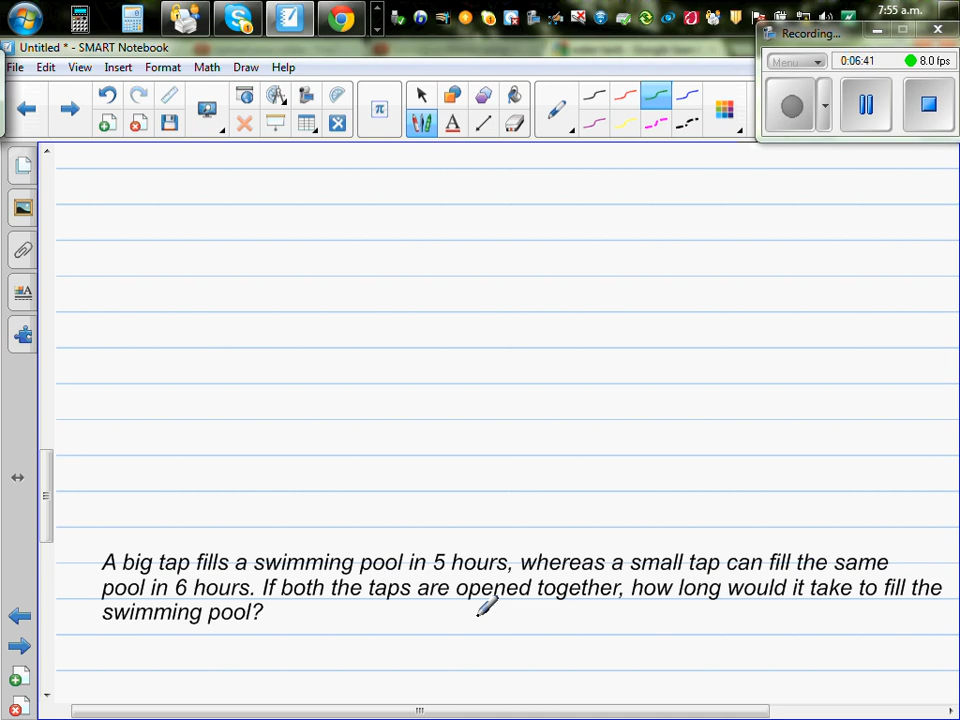 7:55 a.m.
Untitled * - SMART Notebook
Recording...
File Edit View Insert Format Math Draw Help
Menu 0:06:41 8.0 fps
A big tap fills a swimming pool in 5 hours, whereas a small tap can fill the same
pool in 6 hours. If both the taps are opened together, how long would it take to fill the
swimming pool?